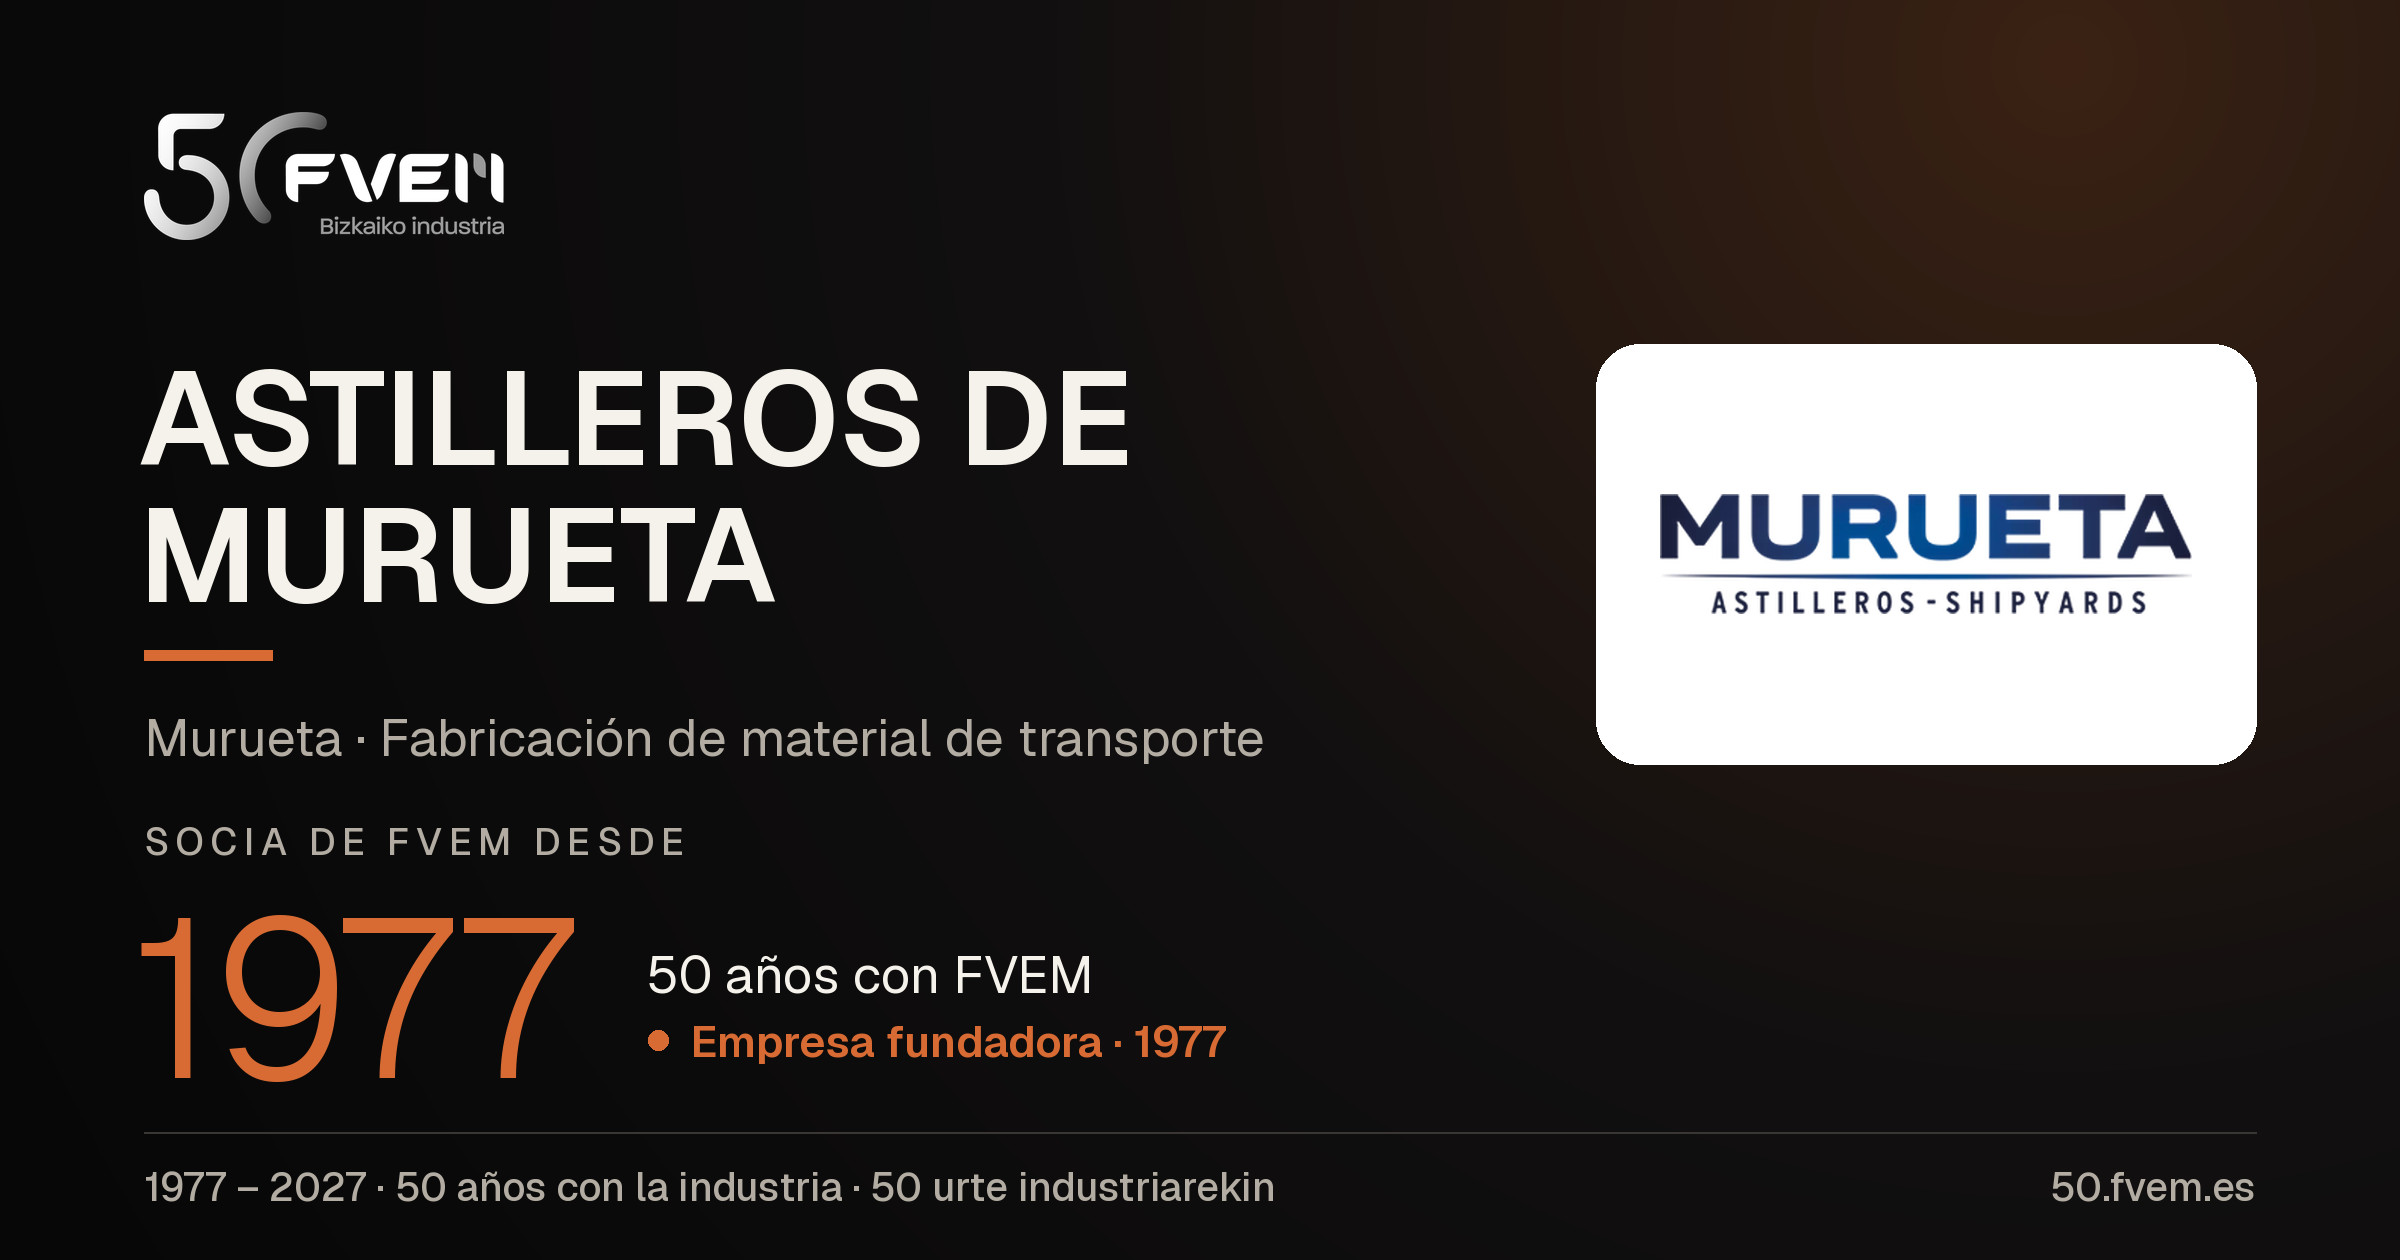 50 FVEM
Bizkaiko industria
ASTILLEROS DE
MURUETA
Murueta · Fabricación de material de transporte
MURUETA
ASTILLEROS-SHIPYARDS
SOCIA DE FVEM DESDE
1977
50 años con FVEM
Empresa fundadora · 1977
1977 – 2027 · 50 años con la industria · 50 urte industriarekin
50.fvem.es